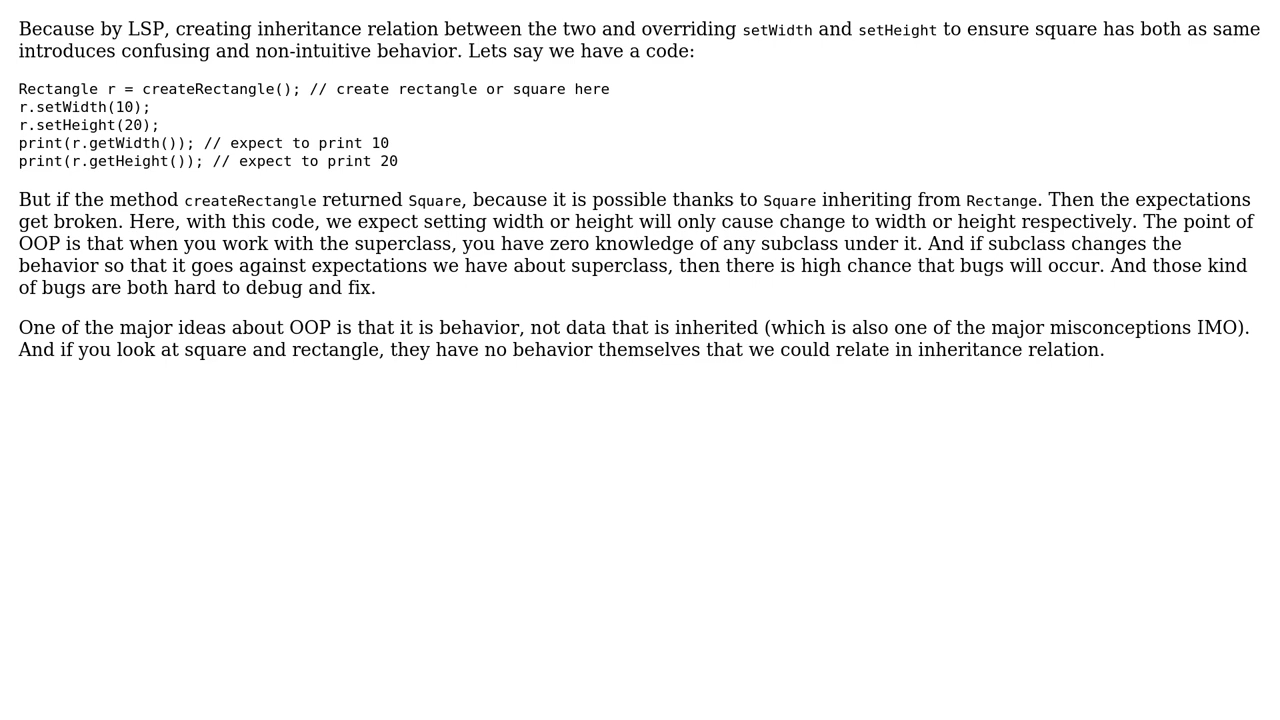 Because by LSP, creating inheritance relation between the two and overriding setWidth and setHeight to ensure square has both as same
introduces confusing and non-intuitive behavior. Lets say we have a code:
Rectangle r = createRectangle(); // create rectangle or square here
r.setWidth(10);
r.setHeight(20);
print(r.getWidth()); // expect to print 10
print(r.getHeight()); // expect to print 20
But if the method createRectangle returned Square, because it is possible thanks to Square inheriting from Rectange. Then the expectations
get broken. Here, with this code, we expect setting width or height will only cause change to width or height respectively. The point of
OOP is that when you work with the superclass, you have zero knowledge of any subclass under it. And if subclass changes the
behavior so that it goes against expectations we have about superclass, then there is high chance that bugs will occur. And those kind
of bugs are both hard to debug and fix.
One of the major ideas about OOP is that it is behavior, not data that is inherited (which is also one of the major misconceptions IMO).
And if you look at square and rectangle, they have no behavior themselves that we could relate in inheritance relation.